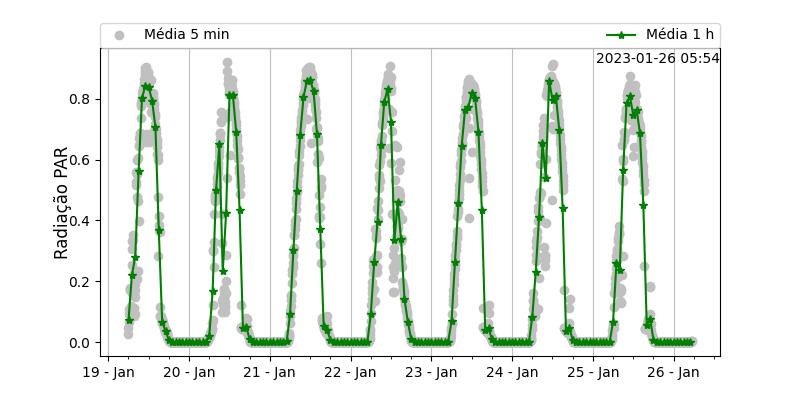 Média 5 min
Média 1 h
2023-01-26 05:54
Radiação PAR
0.8
0.6
0.4
0.2
0.0
19 - Jan
20 - Jan
21 - Jan
22 - Jan
23 - Jan
24 - Jan
25 - Jan
26 - Jan